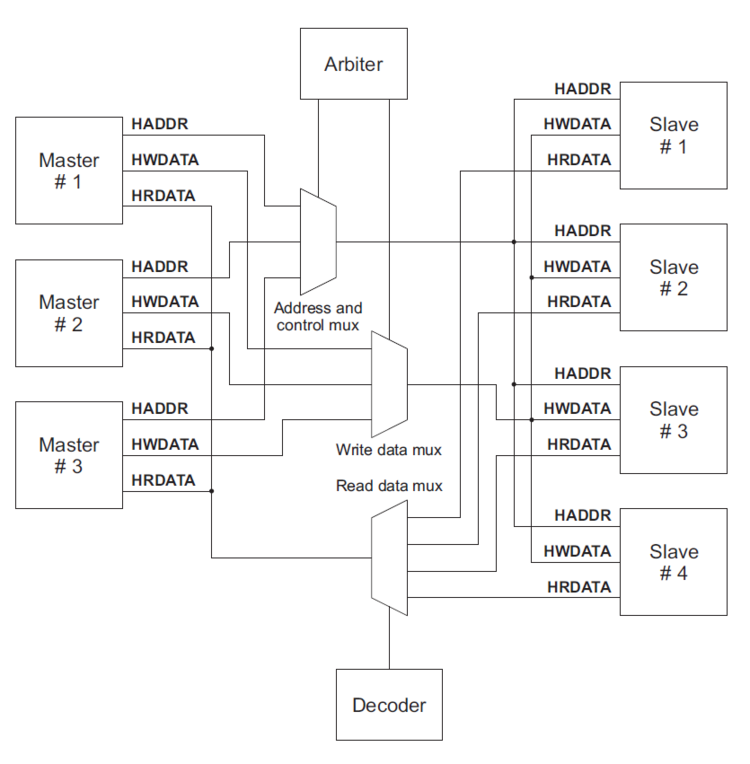 Arbiter
HADDR
HWDATA
HRDATA
Master
# 1
HADDR
HWDATA
HRDATA
Slave
# 1
HADDR
HWDATA
HRDATA
Master
# 2
Address and
control mux
HADDR
HWDATA
HRDATA
Slave
# 2
HADDR
HWDATA
HRDATA
Master
# 3
Write data mux
Read data mux
HADDR
HWDATA
HRDATA
Slave
# 3
HADDR
HWDATA
HRDATA
Slave
# 4
Decoder